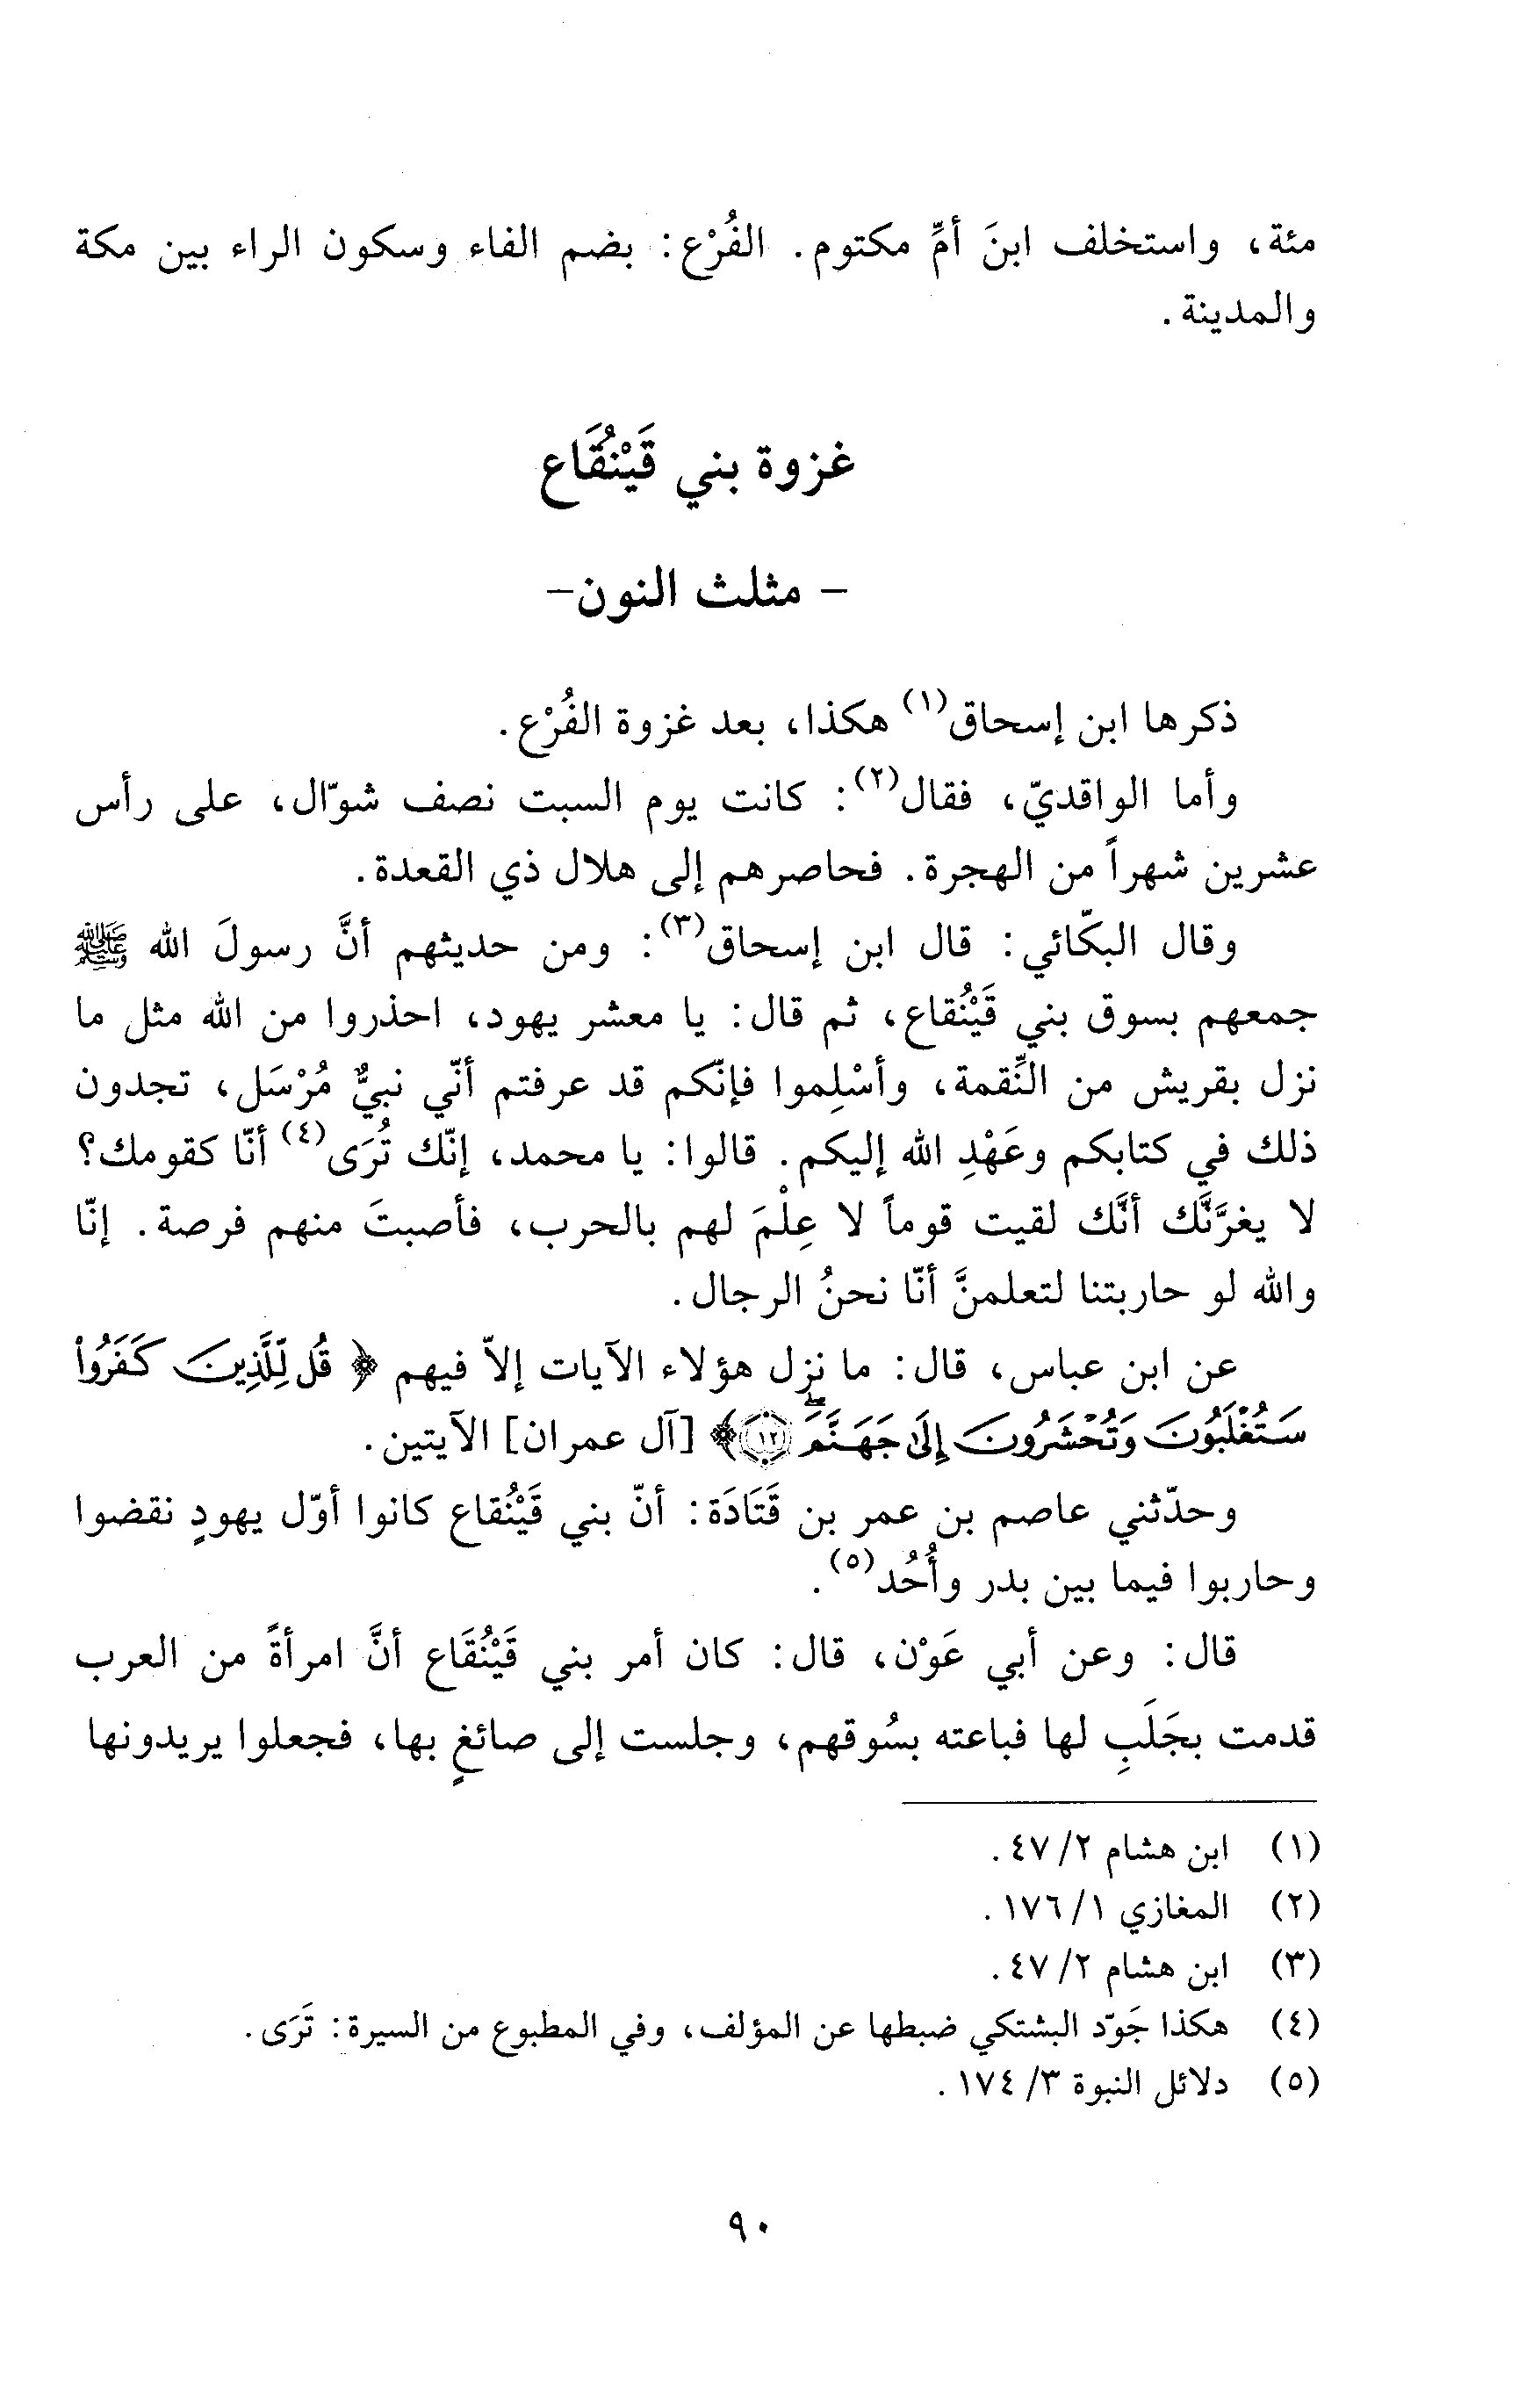 مئة، واستخلف ابنَ أمِّ مكتوم. الفُرْع: بضم الفاء وسكون الراء بين مكة
والمدينة.
غزوة بني قَيْنُقَاع
- مثلث النون-
ذكرها ابن إسحاق(١) هكذا، بعد غزوة الفُرْع.
وأما الواقديّ، فقال(٢): كانت يوم السبت نصف شوّال، على رأس
عشرين شهراً من الهجرة. فحاصرهم إلى هلال ذي القعدة.
وقال البكّائي: قال ابن إسحاق(٣): ومن حديثهم أنَّ رسولَ الله ﷺ
جمعهم بسوق بني قَيْنُقاع، ثم قال: يا معشر يهود، احذروا من الله مثل ما
نزل بقريش من النِّقمة، وأسْلِموا فإنّكم قد عرفتم أنّي نبيٌّ مُرْسَل، تجدون
ذلك في كتابكم وعَهْدِ الله إليكم. قالوا: يا محمد، إنّك تُرَى(٤) أنّا كقومك؟
لا يغرَّنَّك أنَّك لقيت قوماً لا عِلْمَ لهم بالحرب، فأصبتَ منهم فرصة. إنّا
والله لو حاربتنا لتعلمنَّ أنّا نحنُ الرجال.
عن ابن عباس، قال: ما نزل هؤلاء الآيات إلاّ فيهم ﴿ قُل لِّلَّذِينَ كَفَرُواْ
سَتُغْلَبُونَ وَتُحْشَرُونَ إِلَىٰ جَهَنَّمَۖ ١٢﴾ [آل عمران] الآيتين.
وحدّثني عاصم بن عمر بن قَتَادَة: أنّ بني قَيْنُقاع كانوا أوّل يهودٍ نقضوا
وحاربوا فيما بين بدر وأُحُد(٥).
قال: وعن أبي عَوْن، قال: كان أمر بني قَيْنُقَاع أنَّ امرأةً من العرب
قدمت بجَلَبِ لها فباعته بسُوقهم، وجلست إلى صائغٍ بها، فجعلوا يريدونها
(١) ابن هشام ٢/ ٤٧.
(٢) المغازي ١/ ١٧٦.
(٣) ابن هشام ٢/ ٤٧.
(٤) هكذا جَوّد البشتكي ضبطها عن المؤلف، وفي المطبوع من السيرة: تَرَى.
(٥) دلائل النبوة ٣/ ١٧٤.
٩٠